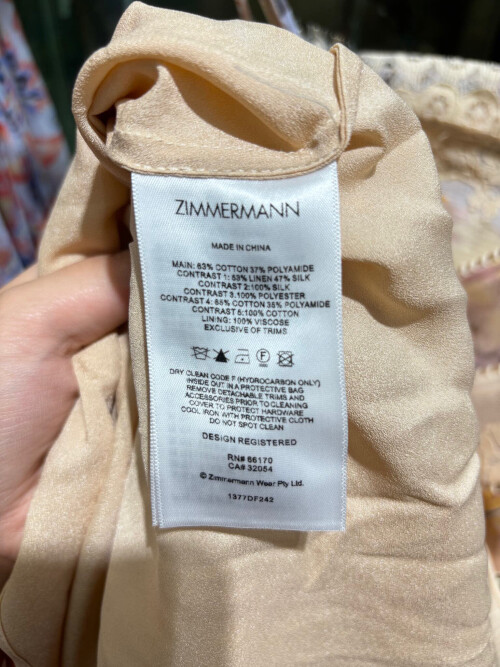 ZIMMERMANN
MADE IN CHINA
MAIN: 63% COTTON 37% POLYAMIDE
CONTRAST 1: 53% LINEN 47% SILK
CONTRAST 2:100% SILK
CONTRAST 3:100% POLYESTER
CONTRAST 4: 65% COTTON 35% POLYAMIDE
CONTRAST 5:100% COTTON
LINING: 100% VISCOSE
EXCLUSIVE OF TRIMS
F
DRY CLEAN CODE F (HYDROCARBON ONLY)
INSIDE OUT IN A PROTECTIVE BAG
REMOVE DETACHABLE TRIMS AND
ACCESSORIES PRIOR TO CLEANING
COVER TO PROTECT HARDWARE
COOL IRON WITH PROTECTIVE CLOTH
DO NOT SPOT CLEAN
DESIGN REGISTERED
RN# 66170
CA# 32054
© Zimmermann Wear Pty Ltd.
1377DF242